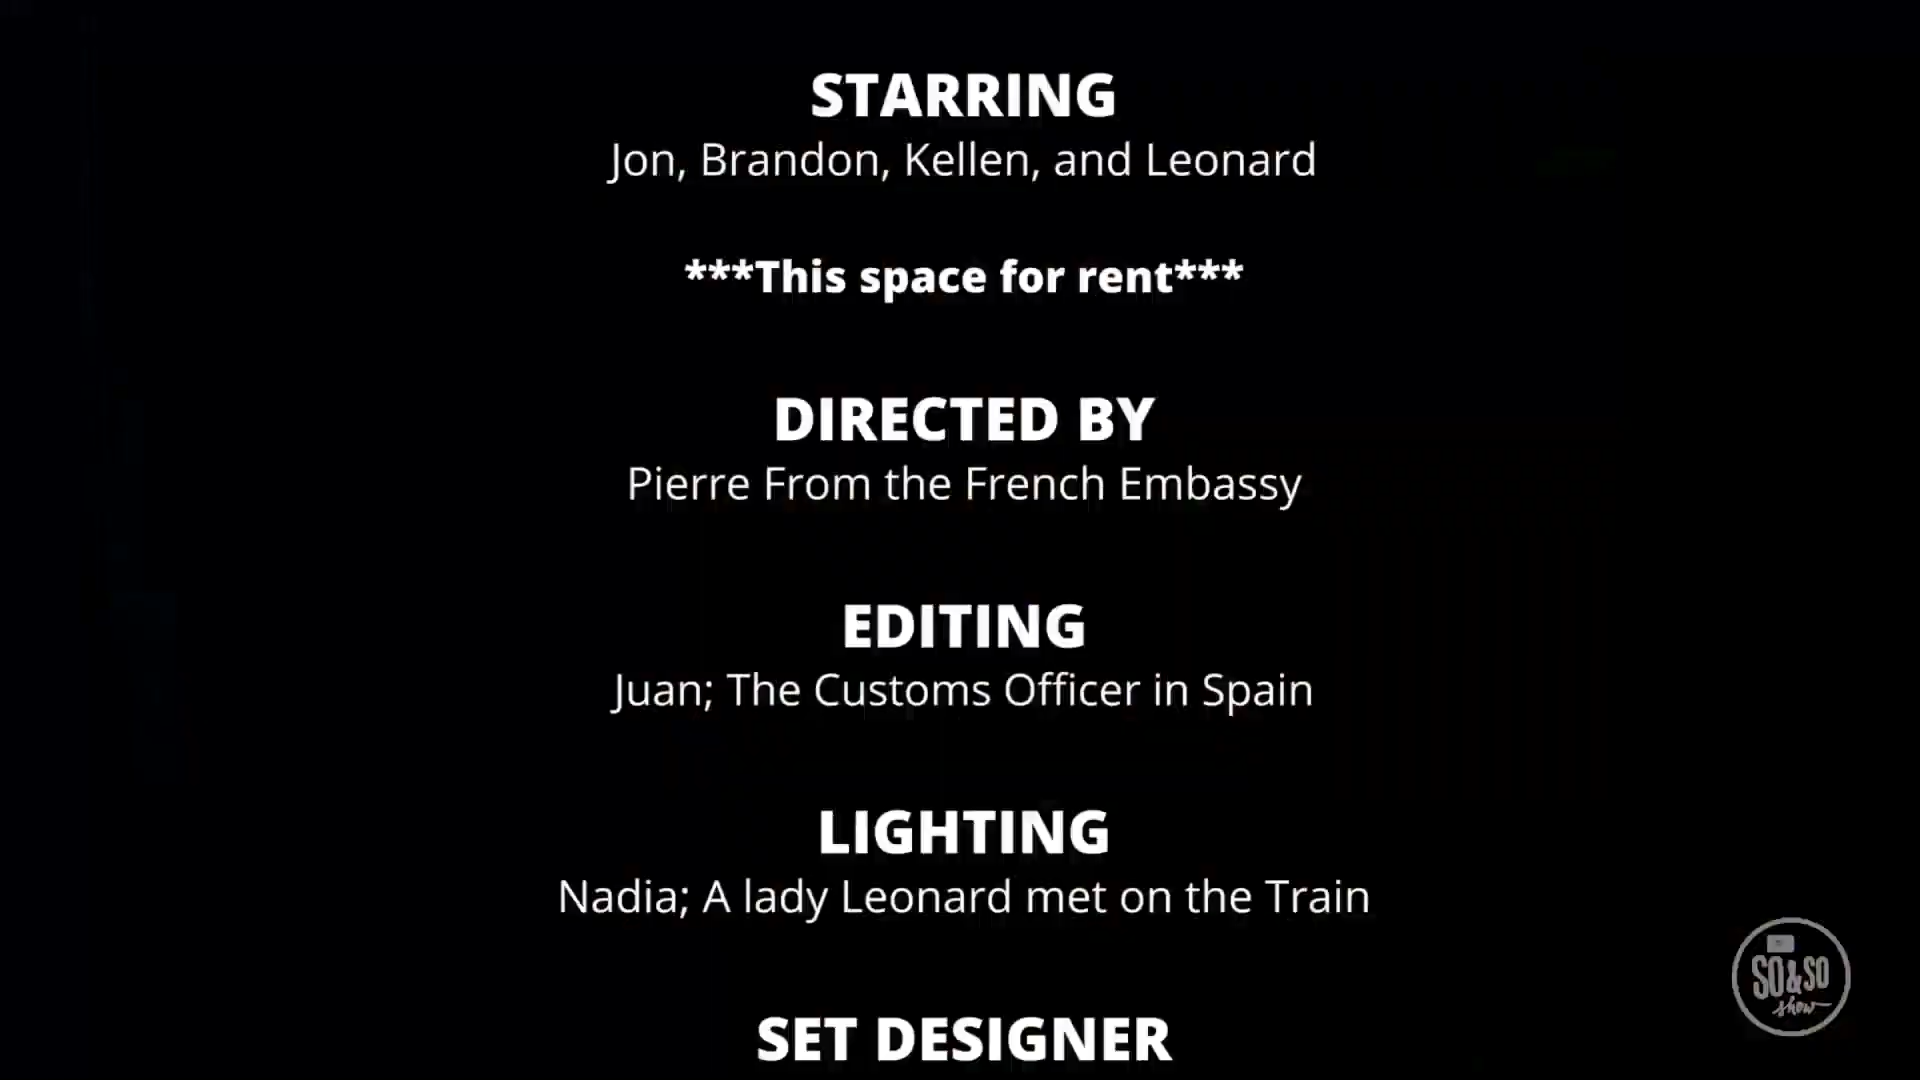 STARRING
Jon, Brandon, Kellen, and Leonard
***This space for rent***
DIRECTED BY
Pierre From the French Embassy
EDITING
Juan; The Customs Officer in Spain
LIGHTING
Nadia; A lady Leonard met on the Train
SET DESIGNER
SO&SO
show